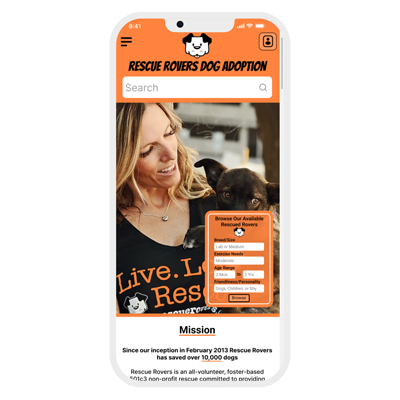 9:41
RESCUE ROVERS DOG ADOPTION
Search
Browse Our Available
Rescued Rovers
Breed/Size
Lab or Medium
Exercise Needs
Moderate
Age Range
2 Mos
to
2 Yrs
Friendliness/Personality
Dogs, Children, or Shy
Browse
Live. Lo
Resc
Mission
Since our inception in February 2013 Rescue Rovers
has saved over 10,000 dogs
Rescue Rovers is an all-volunteer, foster-based
501c3 non-profit rescue committed to providing